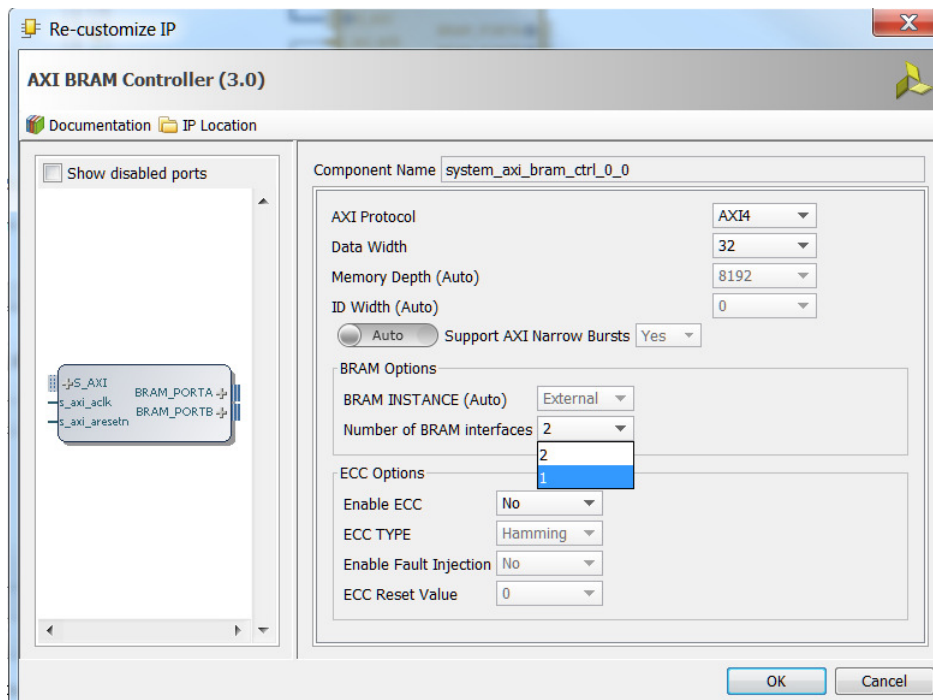 Re-customize IP
AXI BRAM Controller (3.0)
Documentation IP Location
Show disabled ports
S_AXI
s_axi_aclk
s_axi_aresetn
BRAM_PORTA
BRAM_PORTB
Component Name system_axi_bram_ctrl_0_0
AXI Protocol AXI4
Data Width 32
Memory Depth (Auto) 8192
ID Width (Auto) 0
Auto Support AXI Narrow Bursts Yes
BRAM Options
BRAM INSTANCE (Auto) External
Number of BRAM interfaces 2
2
1
ECC Options
Enable ECC No
ECC TYPE Hamming
Enable Fault Injection No
ECC Reset Value 0
OK Cancel